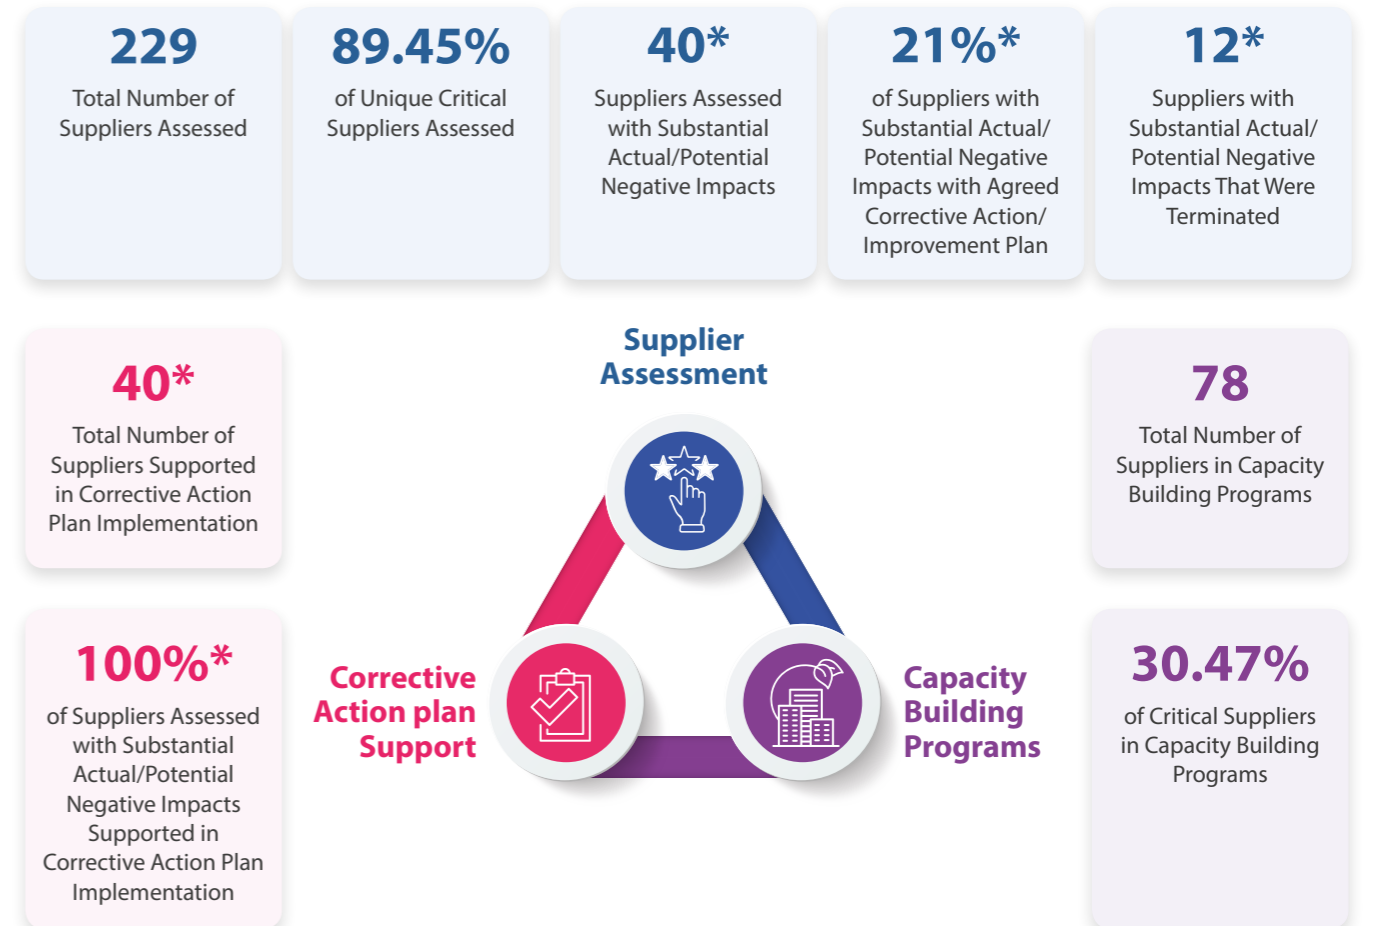 229
Total Number of
Suppliers Assessed
89.45%
of Unique Critical
Suppliers Assessed
40*
Suppliers Assessed
with Substantial
Actual/Potential
Negative Impacts
21%*
of Suppliers with
Substantial Actual/
Potential Negative
Impacts with Agreed
Corrective Action/
Improvement Plan
12*
Suppliers with
Substantial Actual/
Potential Negative
Impacts That Were
Terminated
40*
Total Number of
Suppliers Supported
in Corrective Action
Plan Implementation
100%*
of Suppliers Assessed
with Substantial
Actual/Potential
Negative Impacts
Supported in
Corrective Action Plan
Implementation
Supplier
Assessment
Corrective
Action plan
Support
Capacity
Building
Programs
78
Total Number of
Suppliers in Capacity
Building Programs
30.47%
of Critical Suppliers
in Capacity Building
Programs